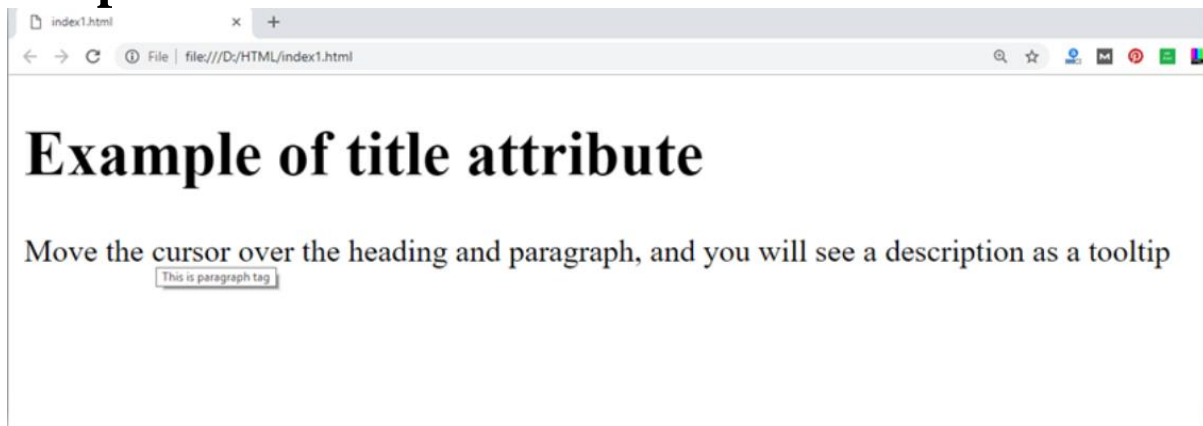 index1.html
File | file:///D:/HTML/index1.html
Example of title attribute
Move the cursor over the heading and paragraph, and you will see a description as a tooltip
This is paragraph tag